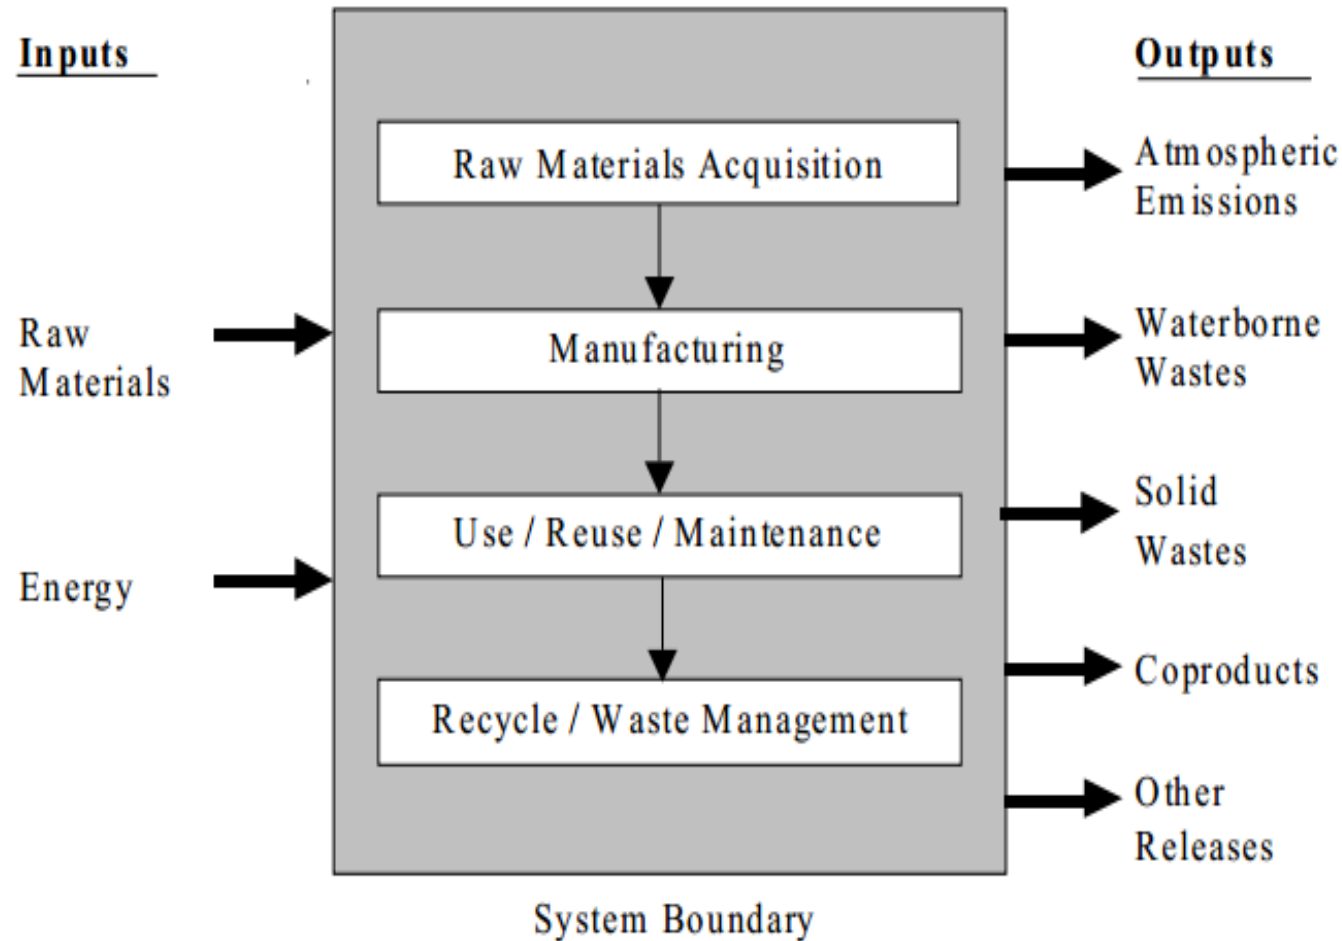 Inputs
Raw
Materials
Energy
Raw Materials Acquisition
Manufacturing
Use / Reuse / Maintenance
Recycle / Waste Management
System Boundary
Outputs
Atmospheric
Emissions
Waterborne
Wastes
Solid
Wastes
Coproducts
Other
Releases